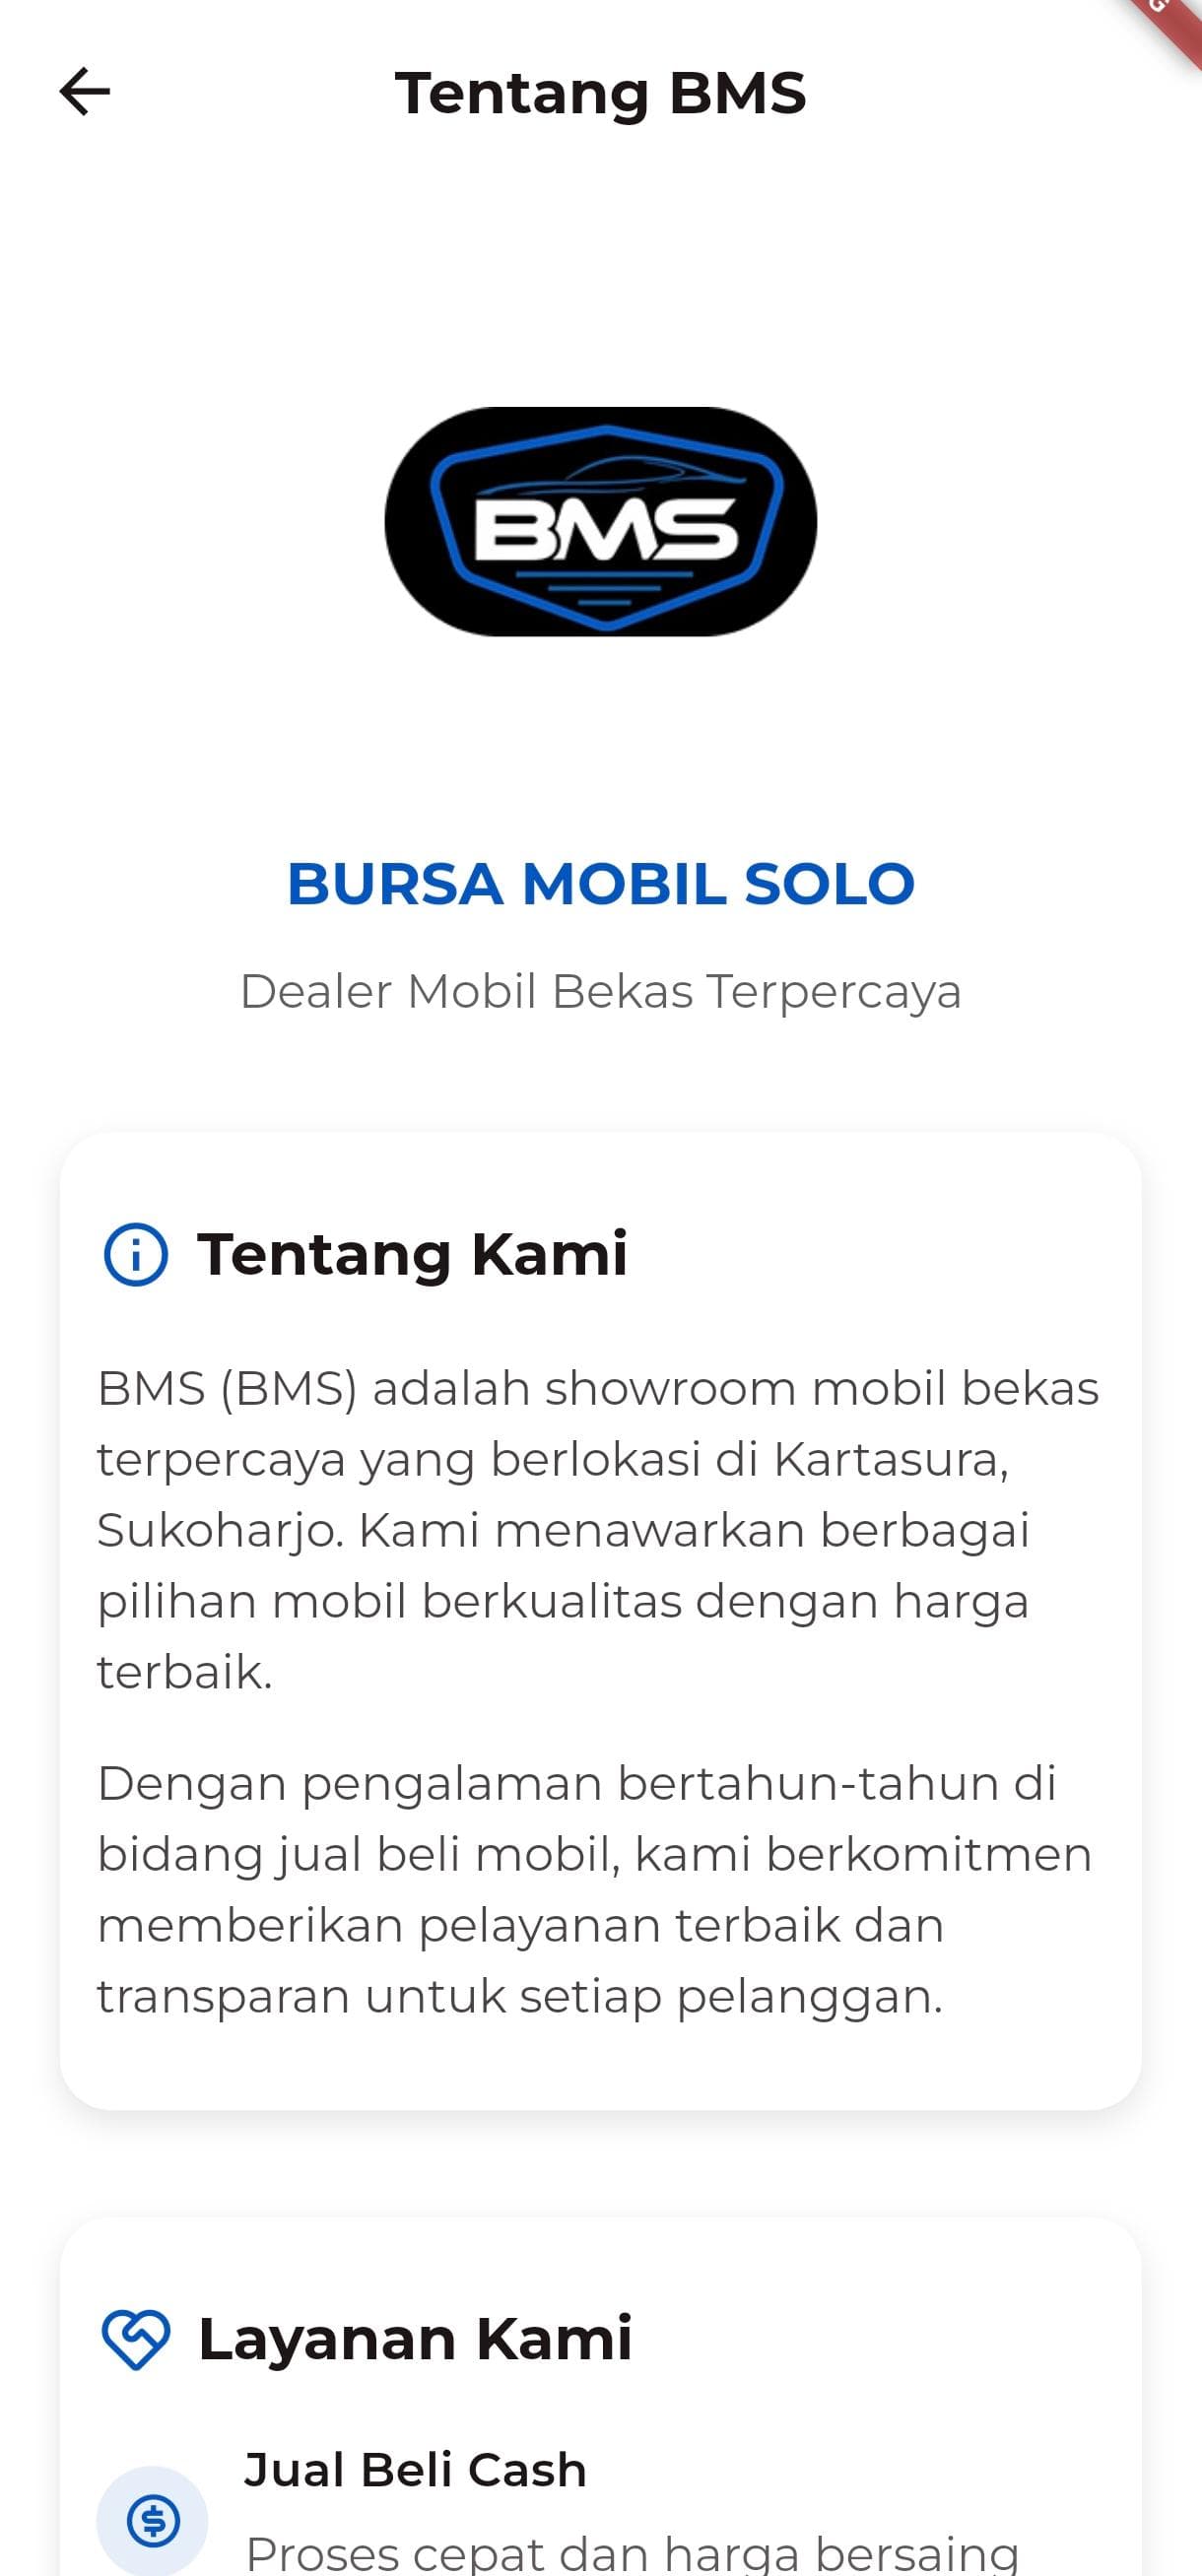 Tentang BMS
BMS
BURSA MOBIL SOLO
Dealer Mobil Bekas Terpercaya
Tentang Kami
BMS (BMS) adalah showroom mobil bekas
terpercaya yang berlokasi di Kartasura,
Sukoharjo. Kami menawarkan berbagai
pilihan mobil berkualitas dengan harga
terbaik.
Dengan pengalaman bertahun-tahun di
bidang jual beli mobil, kami berkomitmen
memberikan pelayanan terbaik dan
transparan untuk setiap pelanggan.
Layanan Kami
Jual Beli Cash
Proses cepat dan harga bersaing